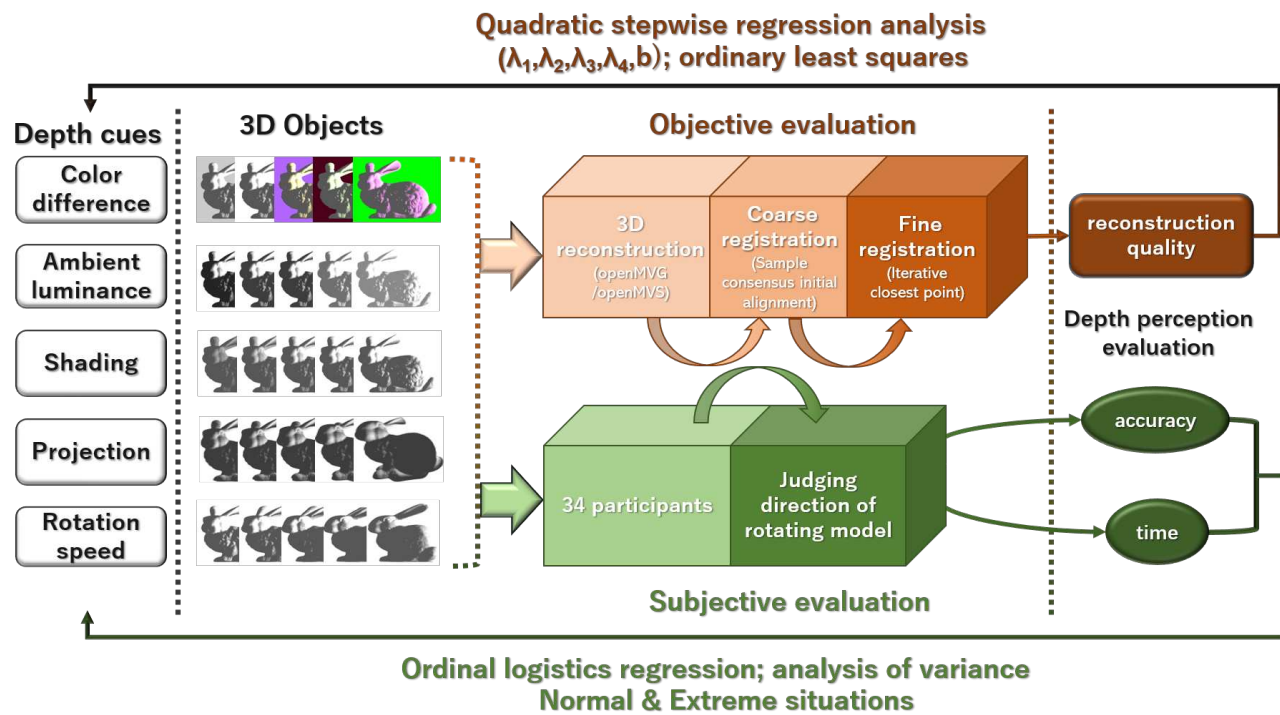 Quadratic stepwise regression analysis
(λ₁,λ₂,λ₃,λ₄,b); ordinary least squares
Depth cues
3D Objects
Objective evaluation
Color
difference
Ambient
luminance
Shading
Projection
Rotation
speed
3D
reconstruction
(openMVG
/openMVS)
Coarse
registration
(Sample
consensus initial
alignment)
Fine
registration
(Iterative
closest point)
reconstruction
quality
Depth perception
evaluation
34 participants
Judging
direction of
rotating model
accuracy
time
Subjective evaluation
Ordinal logistics regression; analysis of variance
Normal & Extreme situations